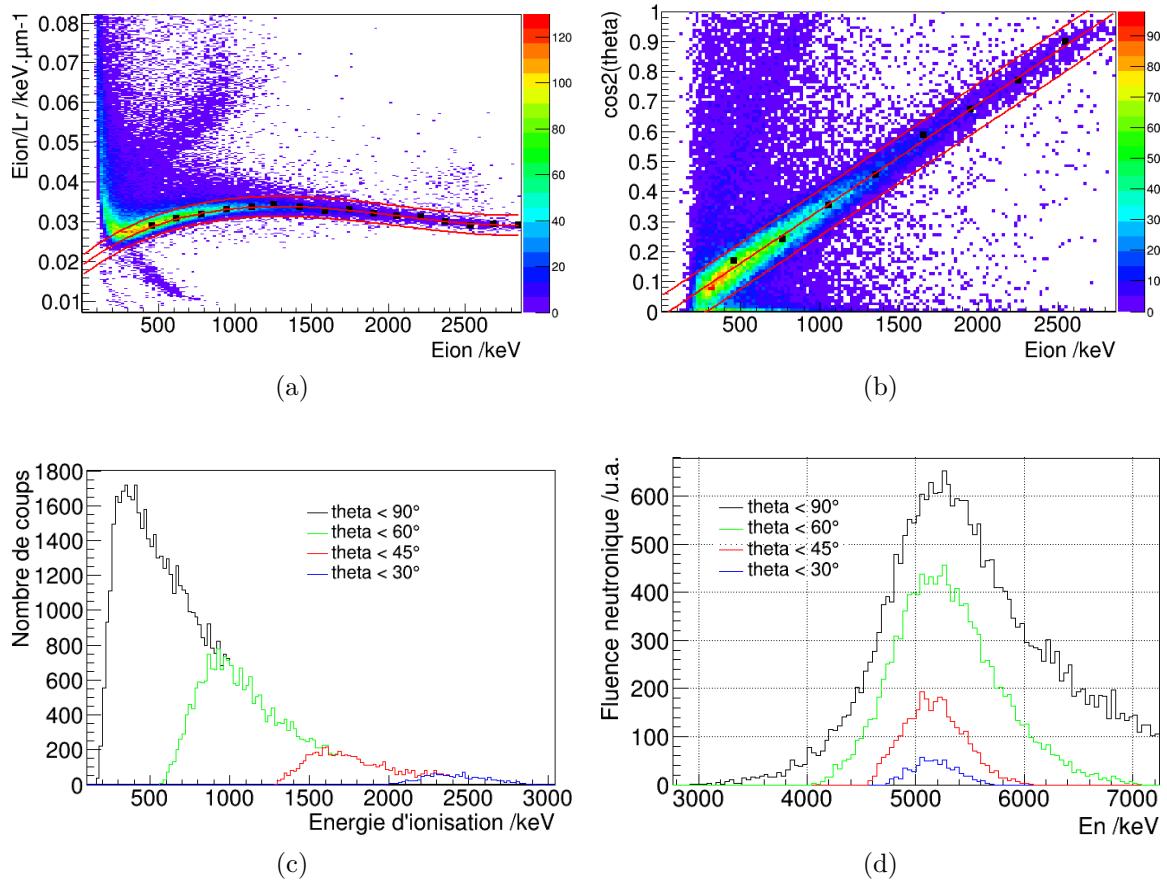 Eion/Lr /keV.µm-1
0.08
0.07
0.06
0.05
0.04
0.03
0.02
0.01
500 1000 1500 2000 2500
Eion /keV
120
100
80
60
40
20
0
(a)
cos2(theta)
1
0.9
0.8
0.7
0.6
0.5
0.4
0.3
0.2
0.1
0
500 1000 1500 2000 2500
Eion /keV
90
80
70
60
50
40
30
20
10
0
(b)
Nombre de coups
1800
1600
1400
1200
1000
800
600
400
200
0
theta < 90°
theta < 60°
theta < 45°
theta < 30°
500 1000 1500 2000 2500 3000
Energie d'ionisation /keV
(c)
Fluence neutronique /u.a.
600
500
400
300
200
100
0
theta < 90°
theta < 60°
theta < 45°
theta < 30°
3000 4000 5000 6000 7000
En /keV
(d)